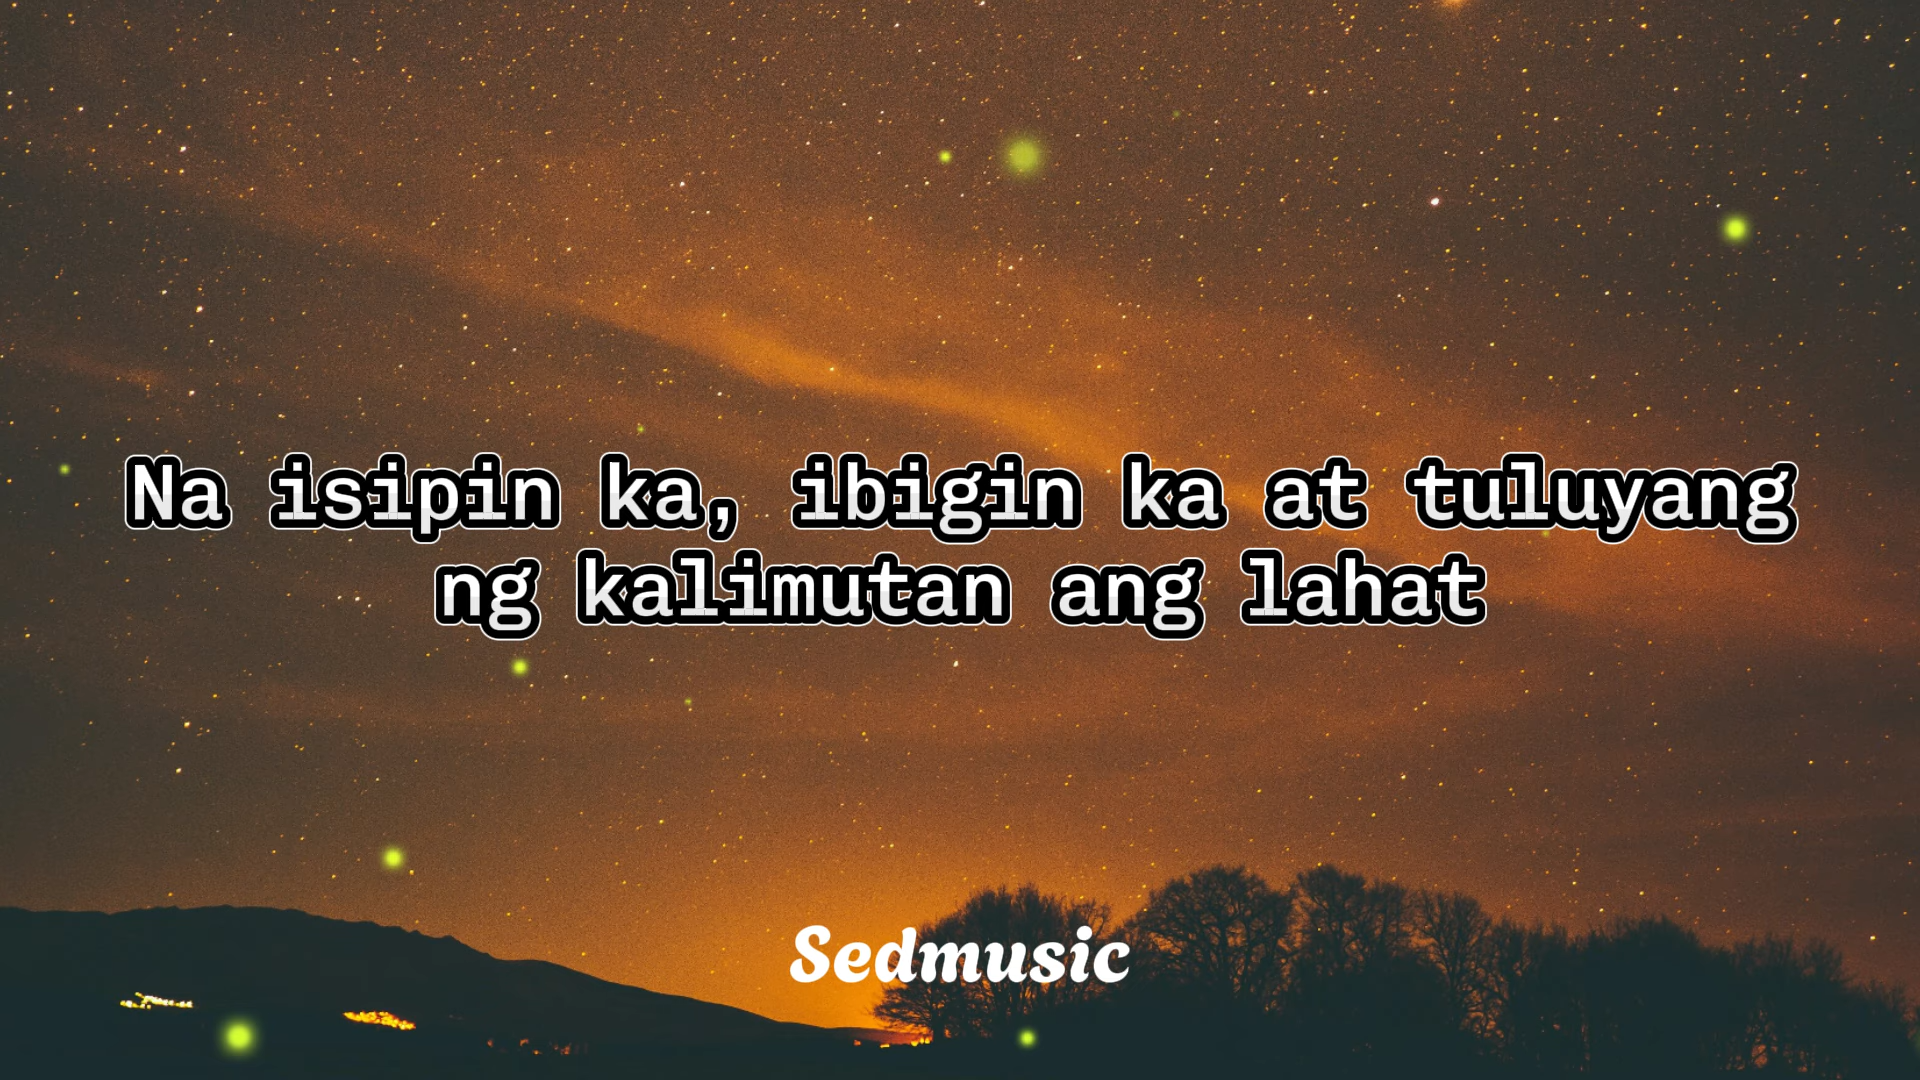 Na isipin ka, ibigin ka at tuluyang
ng kalimutan ang lahat
Sedmusic